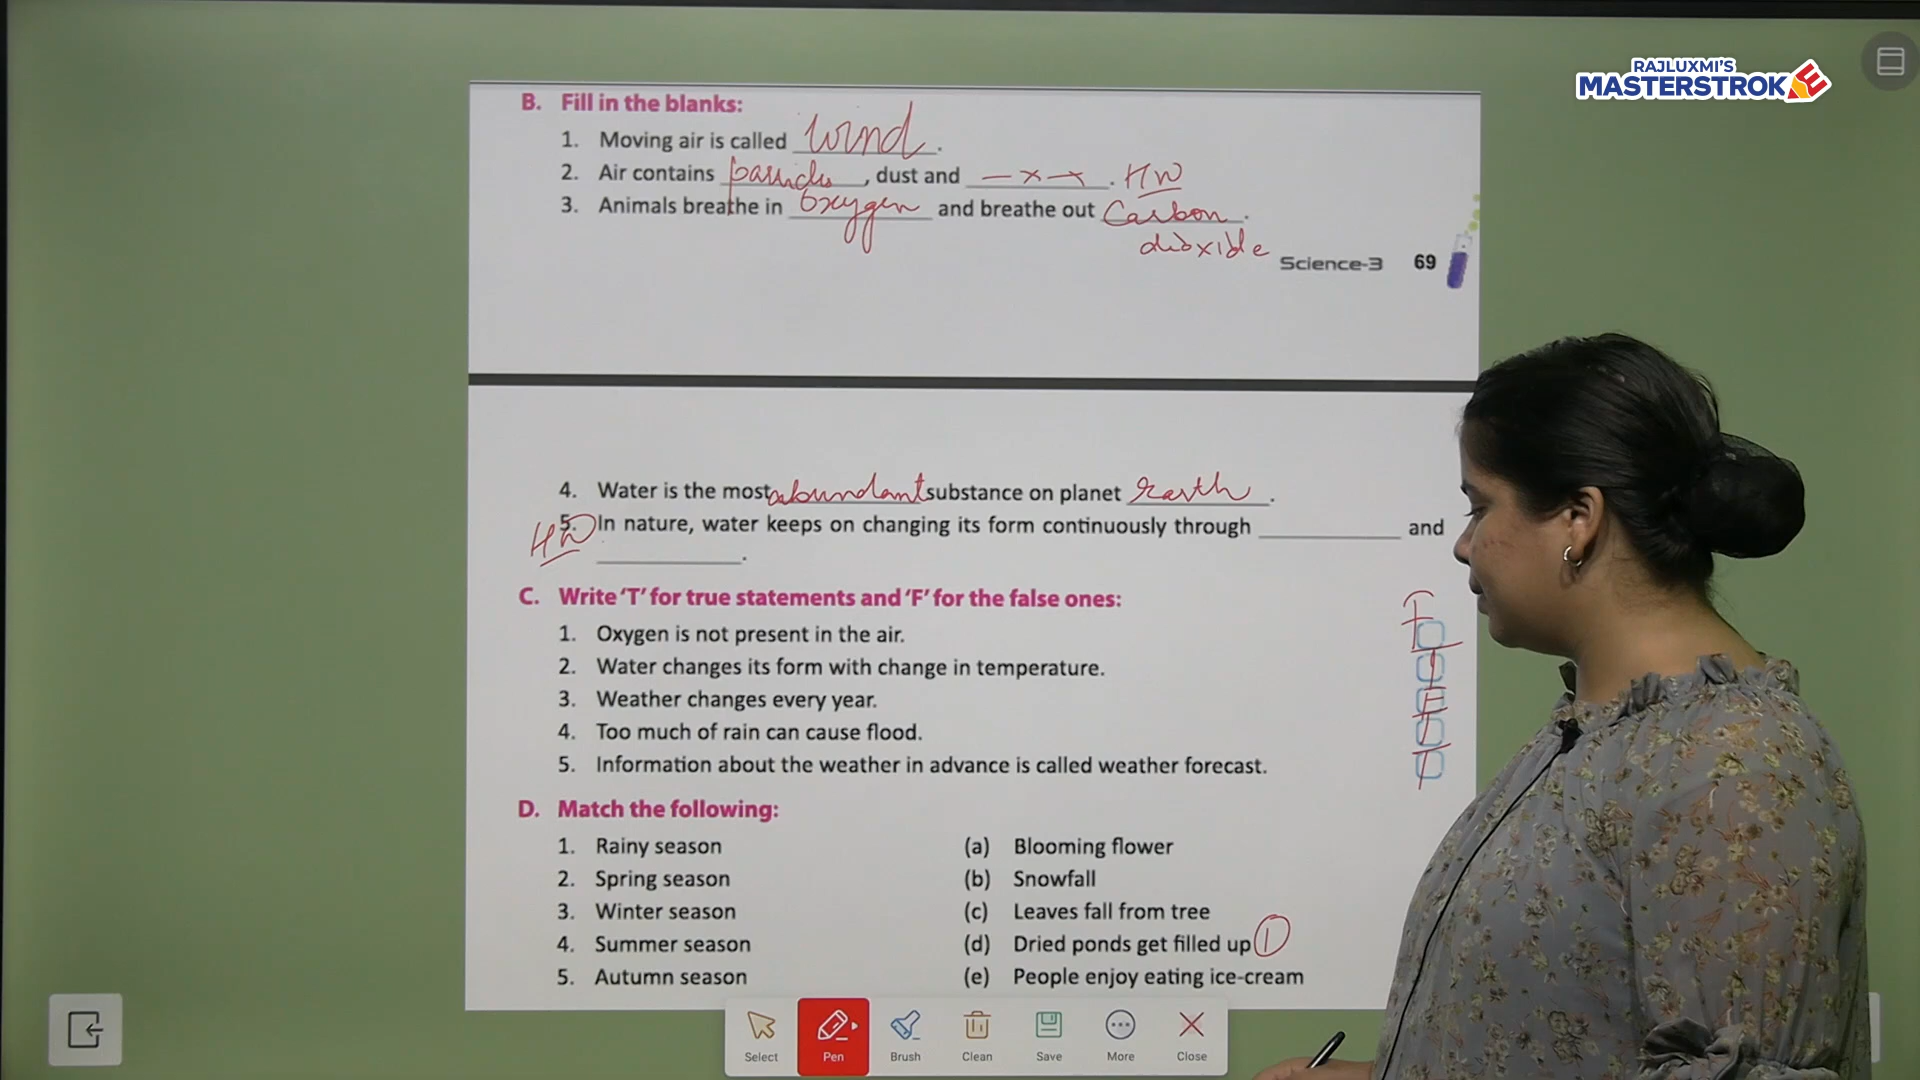 RAJLUXMI'S
MASTERSTROKE
B. Fill in the blanks:
1. Moving air is called wind.
2. Air contains particles, dust and —x—x. HW
3. Animals breathe in Oxygen and breathe out Carbon.
dioxide
Science-3 69
4. Water is the most abundant substance on planet Earth.
HW 5. In nature, water keeps on changing its form continuously through ____________ and
____________.
C. Write 'T' for true statements and 'F' for the false ones:
1. Oxygen is not present in the air. F
2. Water changes its form with change in temperature. T
3. Weather changes every year. F
4. Too much of rain can cause flood. T
5. Information about the weather in advance is called weather forecast. T
D. Match the following:
1. Rainy season (a) Blooming flower
2. Spring season (b) Snowfall
3. Winter season (c) Leaves fall from tree
4. Summer season (d) Dried ponds get filled up 1
5. Autumn season (e) People enjoy eating ice-cream
Select Pen Brush Clean Save More Close